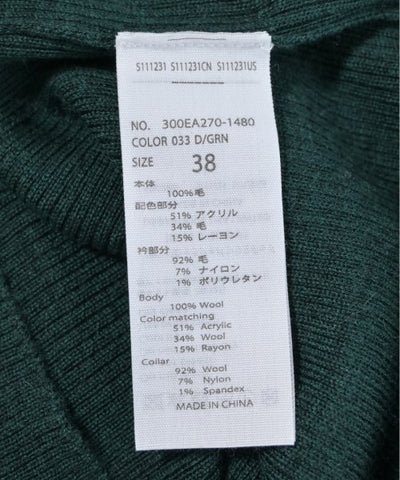 S111231 S111231CN S111231US
NO. 300EA270-1480
COLOR 033 D/GRN
SIZE 38
本体
100% 毛
配色部分
51% アクリル
34% 毛
15% レーヨン
衿部分
92% 毛
7% ナイロン
1% ポリウレタン
Body
100% Wool
Color matching
51% Acrylic
34% Wool
15% Rayon
Collar
92% Wool
7% Nylon
1% Spandex
MADE IN CHINA